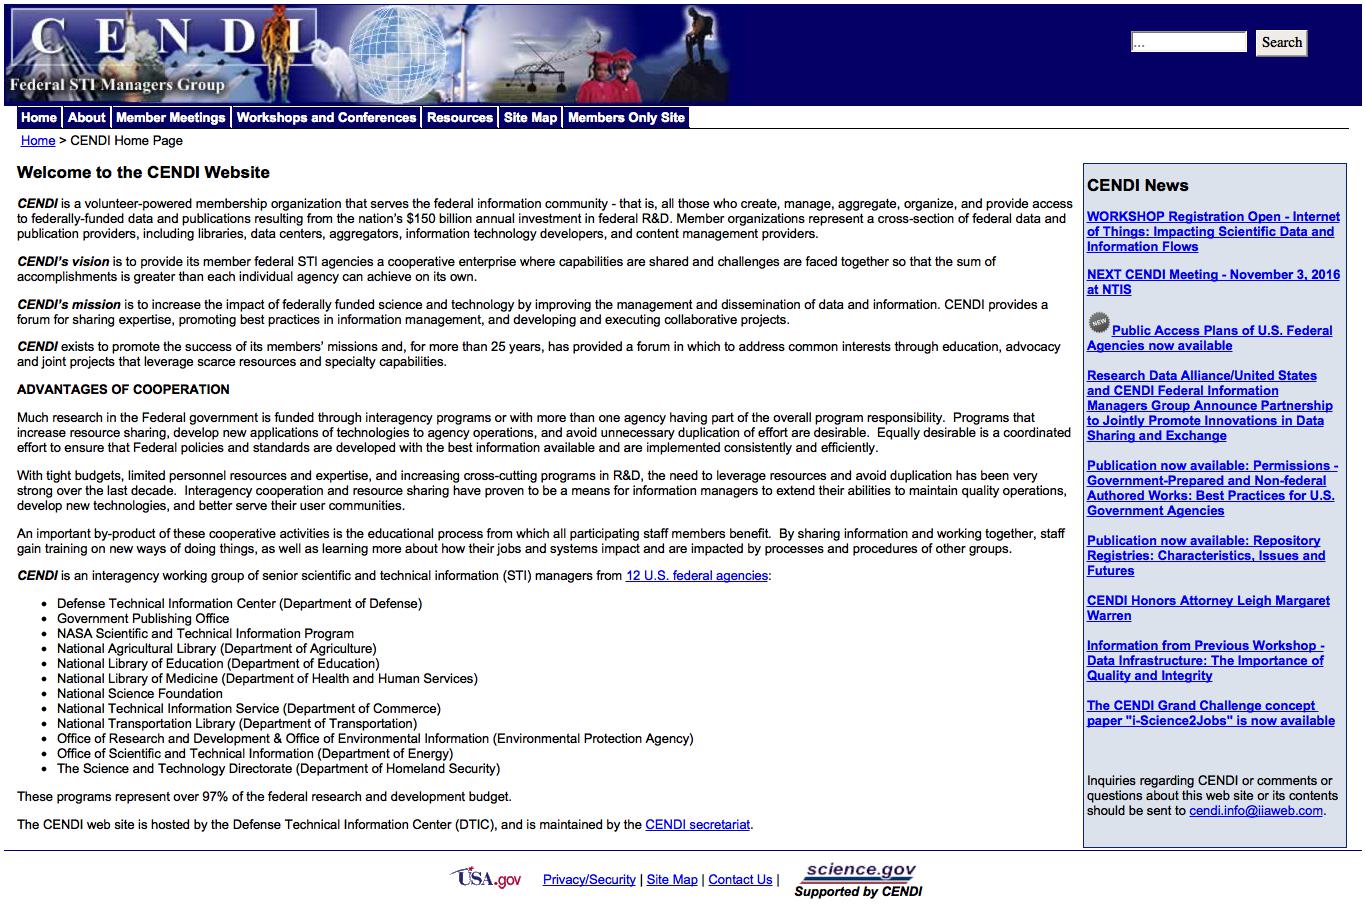 CENDI
Federal STI Managers Group
...
Search
Home
About
Member Meetings
Workshops and Conferences
Resources
Site Map
Members Only Site
Home > CENDI Home Page
Welcome to the CENDI Website
CENDI is a volunteer-powered membership organization that serves the federal information community - that is, all those who create, manage, aggregate, organize, and provide access
to federally-funded data and publications resulting from the nation's $150 billion annual investment in federal R&D. Member organizations represent a cross-section of federal data and
publication providers, including libraries, data centers, aggregators, information technology developers, and content management providers.
CENDI's vision is to provide its member federal STI agencies a cooperative enterprise where capabilities are shared and challenges are faced together so that the sum of
accomplishments is greater than each individual agency can achieve on its own.
CENDI's mission is to increase the impact of federally funded science and technology by improving the management and dissemination of data and information. CENDI provides a
forum for sharing expertise, promoting best practices in information management, and developing and executing collaborative projects.
CENDI exists to promote the success of its members' missions and, for more than 25 years, has provided a forum in which to address common interests through education, advocacy
and joint projects that leverage scarce resources and specialty capabilities.
ADVANTAGES OF COOPERATION
Much research in the Federal government is funded through interagency programs or with more than one agency having part of the overall program responsibility. Programs that
increase resource sharing, develop new applications of technologies to agency operations, and avoid unnecessary duplication of effort are desirable. Equally desirable is a coordinated
effort to ensure that Federal policies and standards are developed with the best information available and are implemented consistently and efficiently.
With tight budgets, limited personnel resources and expertise, and increasing cross-cutting programs in R&D, the need to leverage resources and avoid duplication has been very
strong over the last decade. Interagency cooperation and resource sharing have proven to be a means for information managers to extend their abilities to maintain quality operations,
develop new technologies, and better serve their user communities.
An important by-product of these cooperative activities is the educational process from which all participating staff members benefit. By sharing information and working together, staff
gain training on new ways of doing things, as well as learning more about how their jobs and systems impact and are impacted by processes and procedures of other groups.
CENDI is an interagency working group of senior scientific and technical information (STI) managers from 12 U.S. federal agencies:
• Defense Technical Information Center (Department of Defense)
• Government Publishing Office
• NASA Scientific and Technical Information Program
• National Agricultural Library (Department of Agriculture)
• National Library of Education (Department of Education)
• National Library of Medicine (Department of Health and Human Services)
• National Science Foundation
• National Technical Information Service (Department of Commerce)
• National Transportation Library (Department of Transportation)
• Office of Research and Development & Office of Environmental Information (Environmental Protection Agency)
• Office of Scientific and Technical Information (Department of Energy)
• The Science and Technology Directorate (Department of Homeland Security)
These programs represent over 97% of the federal research and development budget.
The CENDI web site is hosted by the Defense Technical Information Center (DTIC), and is maintained by the CENDI secretariat.
CENDI News
WORKSHOP Registration Open - Internet
of Things: Impacting Scientific Data and
Information Flows
NEXT CENDI Meeting - November 3, 2016
at NTIS
NEW
Public Access Plans of U.S. Federal
Agencies now available
Research Data Alliance/United States
and CENDI Federal Information
Managers Group Announce Partnership
to Jointly Promote Innovations in Data
Sharing and Exchange
Publication now available: Permissions -
Government-Prepared and Non-federal
Authored Works: Best Practices for U.S.
Government Agencies
Publication now available: Repository
Registries: Characteristics, Issues and
Futures
CENDI Honors Attorney Leigh Margaret
Warren
Information from Previous Workshop -
Data Infrastructure: The Importance of
Quality and Integrity
The CENDI Grand Challenge concept
paper "i-Science2Jobs" is now available
Inquiries regarding CENDI or comments or
questions about this web site or its contents
should be sent to cendi.info@iiaweb.com.
USA.gov
Privacy/Security | Site Map | Contact Us |
science.gov
Supported by CENDI